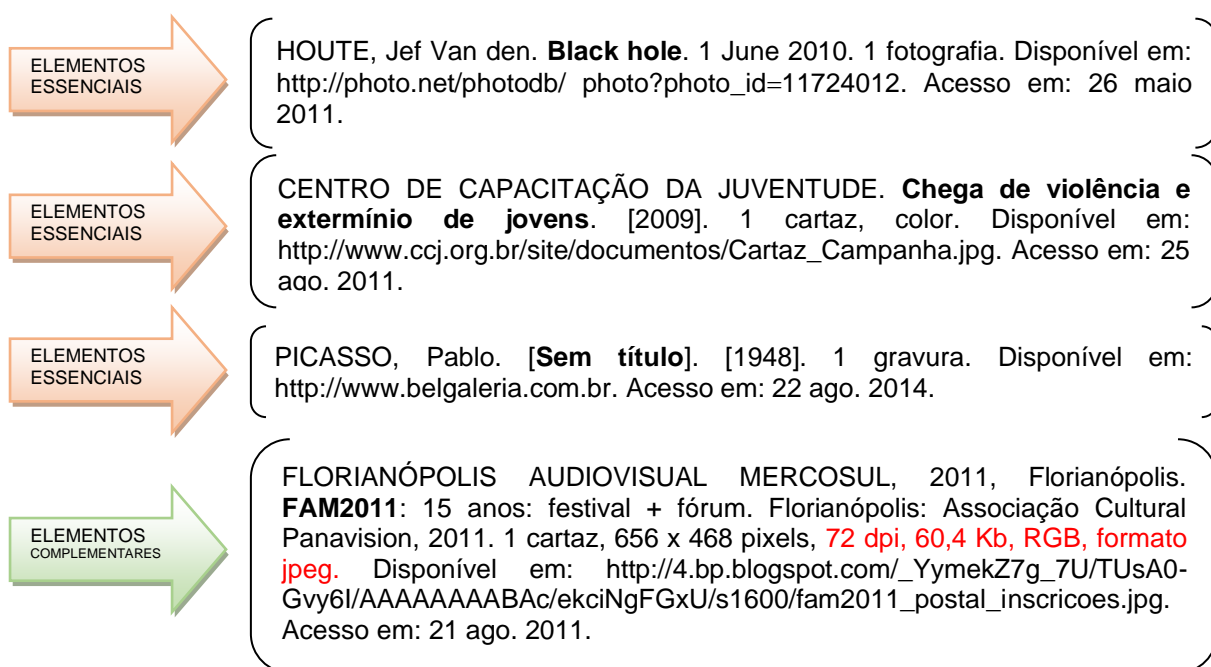 ELEMENTOS
ESSENCIAIS
HOUTE, Jef Van den. Black hole. 1 June 2010. 1 fotografia. Disponível em:
http://photo.net/photodb/ photo?photo_id=11724012. Acesso em: 26 maio
2011.
ELEMENTOS
ESSENCIAIS
CENTRO DE CAPACITAÇÃO DA JUVENTUDE. Chega de violência e
extermínio de jovens. [2009]. 1 cartaz, color. Disponível em:
http://www.ccj.org.br/site/documentos/Cartaz_Campanha.jpg. Acesso em: 25
ago. 2011.
ELEMENTOS
ESSENCIAIS
PICASSO, Pablo. [Sem título]. [1948]. 1 gravura. Disponível em:
http://www.belgaleria.com.br. Acesso em: 22 ago. 2014.
ELEMENTOS
COMPLEMENTARES
FLORIANÓPOLIS AUDIOVISUAL MERCOSUL, 2011, Florianópolis.
FAM2011: 15 anos: festival + fórum. Florianópolis: Associação Cultural
Panavision, 2011. 1 cartaz, 656 x 468 pixels, 72 dpi, 60,4 Kb, RGB, formato
jpeg. Disponível em: http://4.bp.blogspot.com/_YymekZ7g_7U/TUsA0-
Gvy6I/AAAAAAAABAc/ekciNgFGxU/s1600/fam2011_postal_inscricoes.jpg.
Acesso em: 21 ago. 2011.